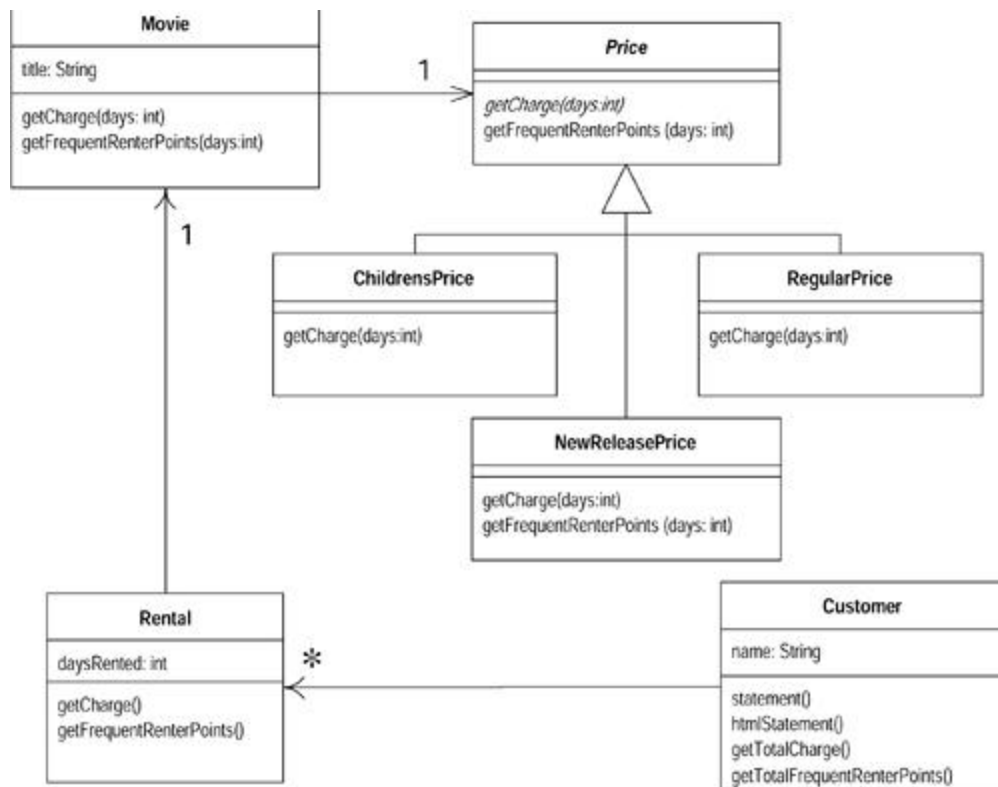 Movie
title: String
getCharge(days: int)
getFrequentRenterPoints(days:int)
1
Price
getCharge(days:int)
getFrequentRenterPoints (days: int)
1
ChildrensPrice
getCharge(days:int)
RegularPrice
getCharge(days:int)
NewReleasePrice
getCharge(days:int)
getFrequentRenterPoints (days: int)
Rental
daysRented: int
getCharge()
getFrequentRenterPoints()
*
Customer
name: String
statement()
htmlStatement()
getTotalCharge()
getTotalFrequentRenterPoints()